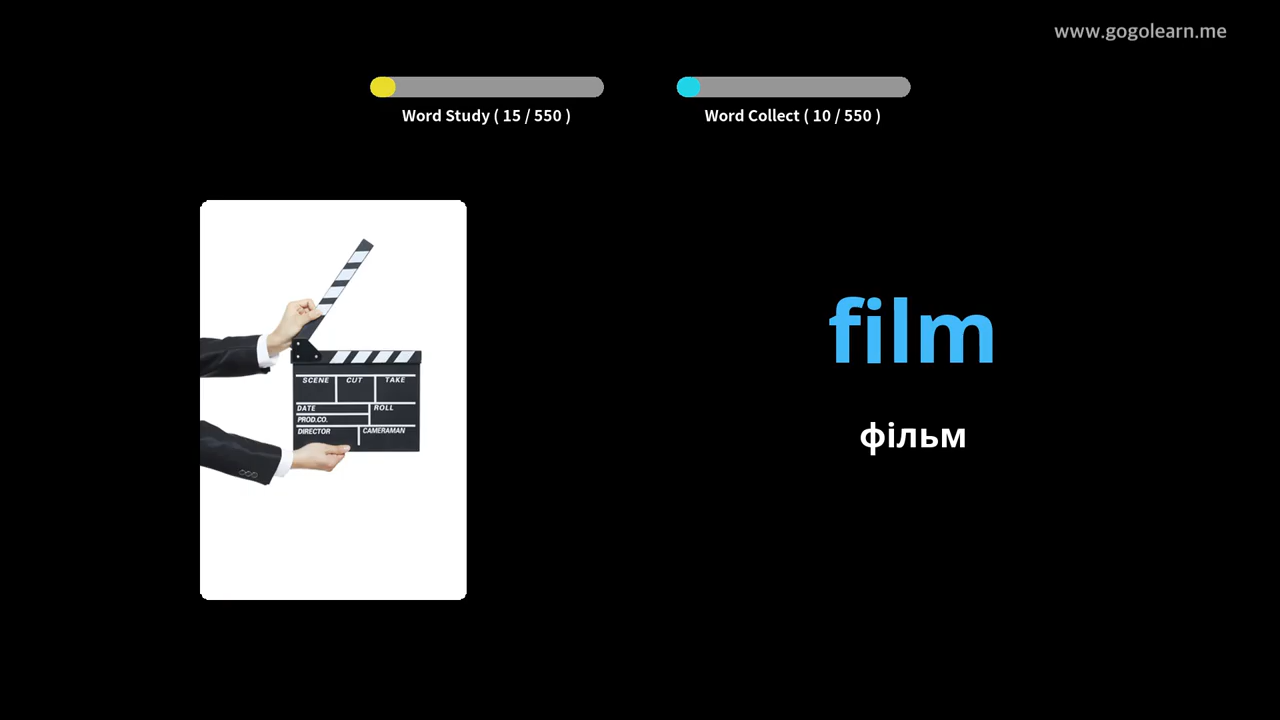 www.gogolearn.me
Word Study ( 15 / 550 )
Word Collect ( 10 / 550 )
SCENE CUT TAKE
DATE ROLL
PROD.CO.
DIRECTOR CAMERAMAN
film
фільм